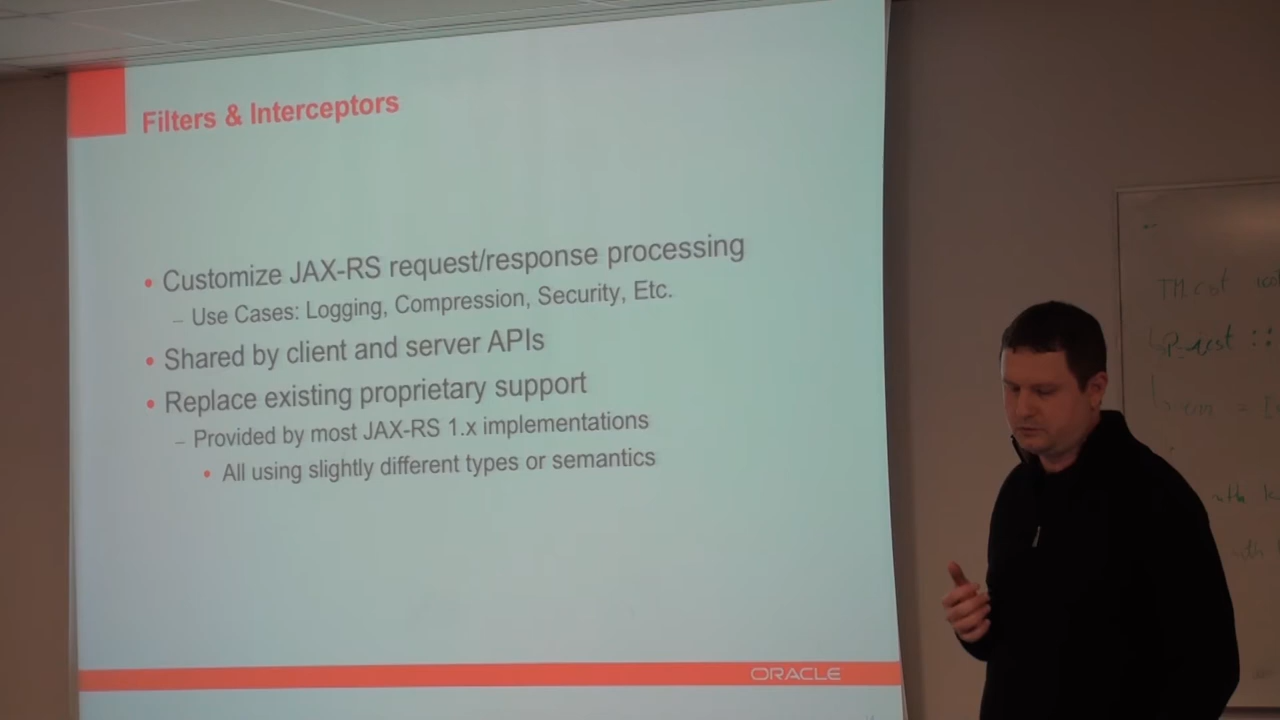 Filters & Interceptors
• Customize JAX-RS request/response processing
– Use Cases: Logging, Compression, Security, Etc.
• Shared by client and server APIs
• Replace existing proprietary support
– Provided by most JAX-RS 1.x implementations
• All using slightly different types or semantics
ORACLE